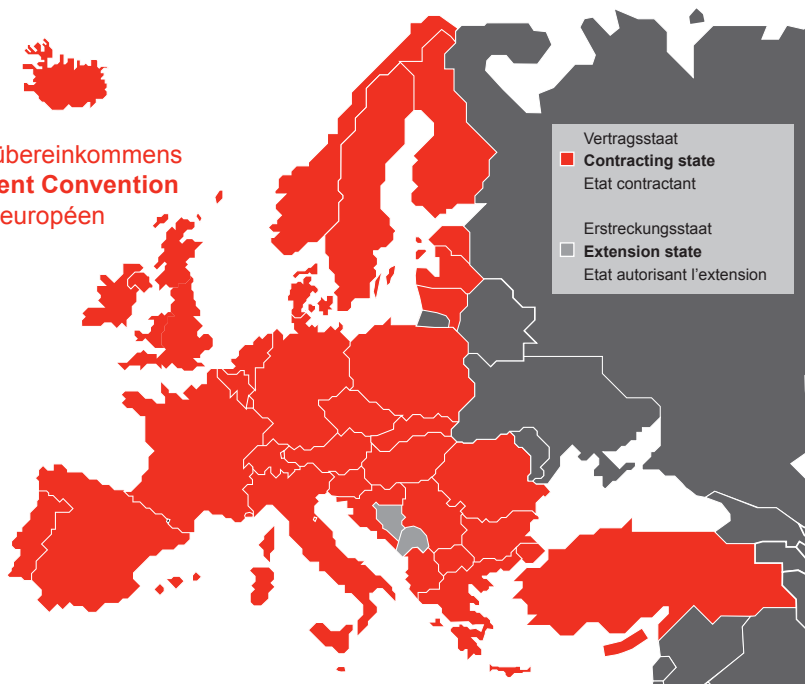 übereinkommens
ent Convention
européen
Vertragsstaat
Contracting state
Etat contractant
Erstreckungsstaat
Extension state
Etat autorisant l’extension